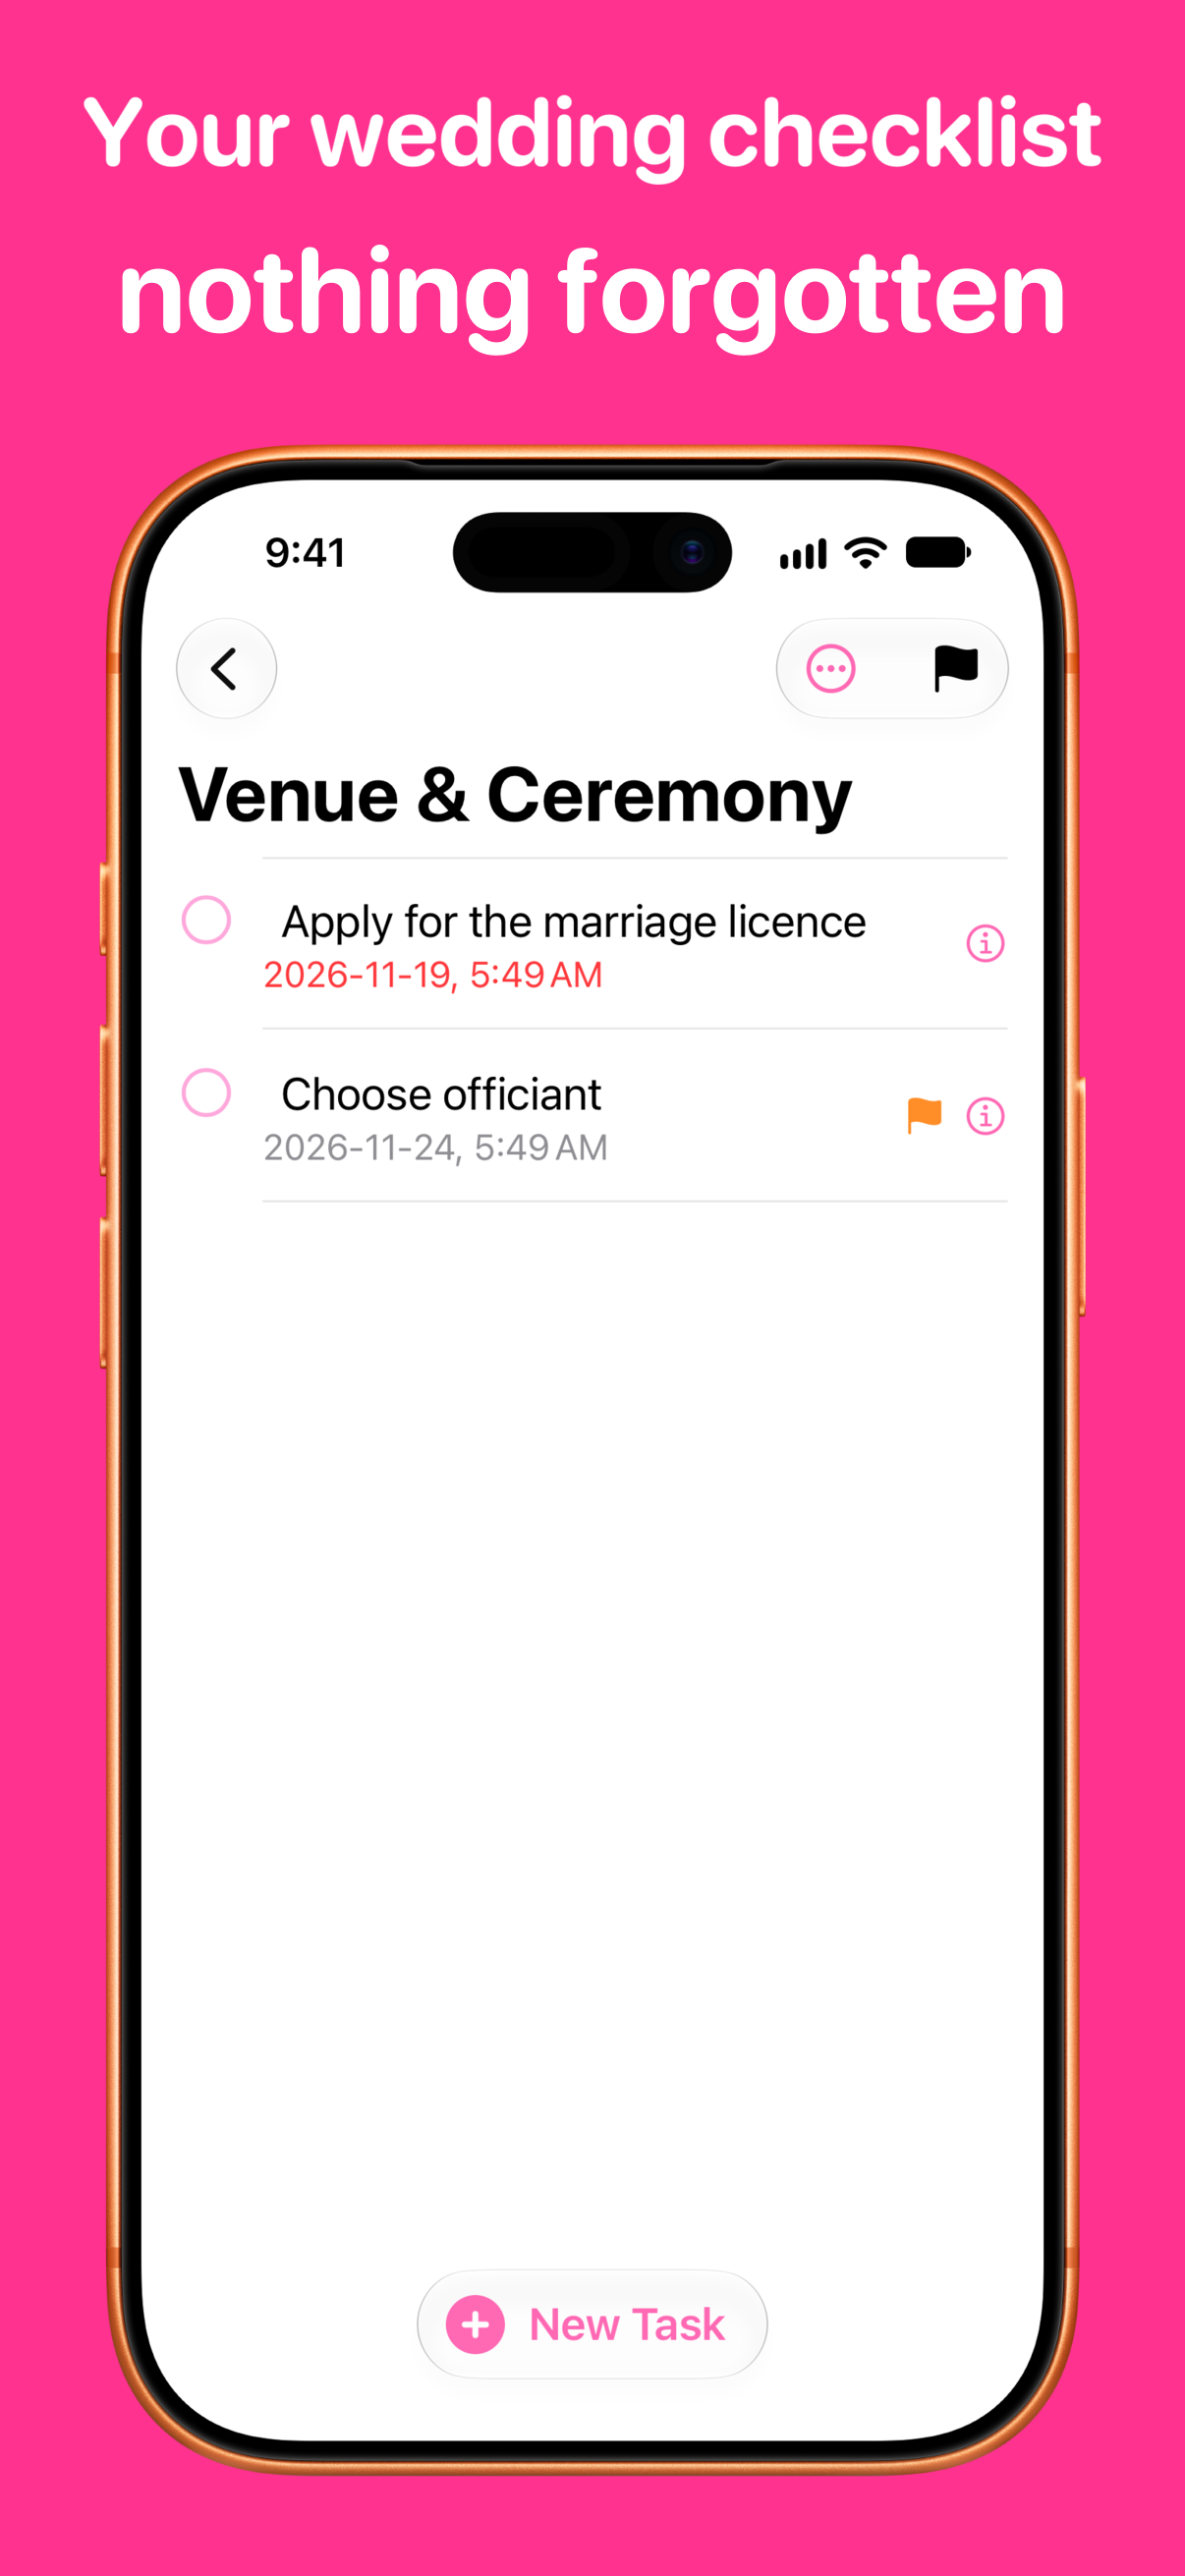 Your wedding checklist
nothing forgotten
9:41
Venue & Ceremony
Apply for the marriage licence
2026-11-19, 5:49 AM
Choose officiant
2026-11-24, 5:49 AM
New Task